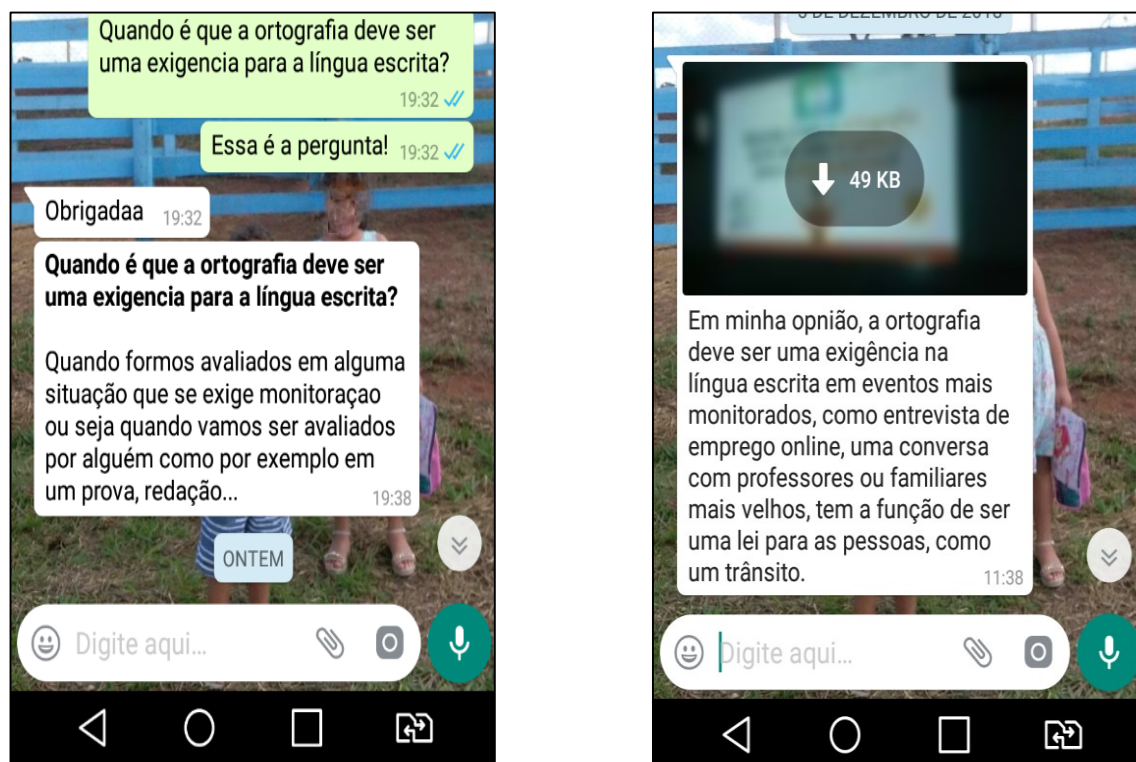 Quando é que a ortografia deve ser
uma exigencia para a língua escrita?
19:32
Essa é a pergunta! 19:32
Obrigadaa 19:32
Quando é que a ortografia deve ser
uma exigencia para a língua escrita?
Quando formos avaliados em alguma
situação que se exige monitoraçao
ou seja quando vamos ser avaliados
por alguém como por exemplo em
um prova, redação... 19:38
ONTEM
Digite aqui...
49 KB
Em minha opnião, a ortografia
deve ser uma exigência na
língua escrita em eventos mais
monitorados, como entrevista de
emprego online, uma conversa
com professores ou familiares
mais velhos, tem a função de ser
uma lei para as pessoas, como
um trânsito. 11:38
Digite aqui...